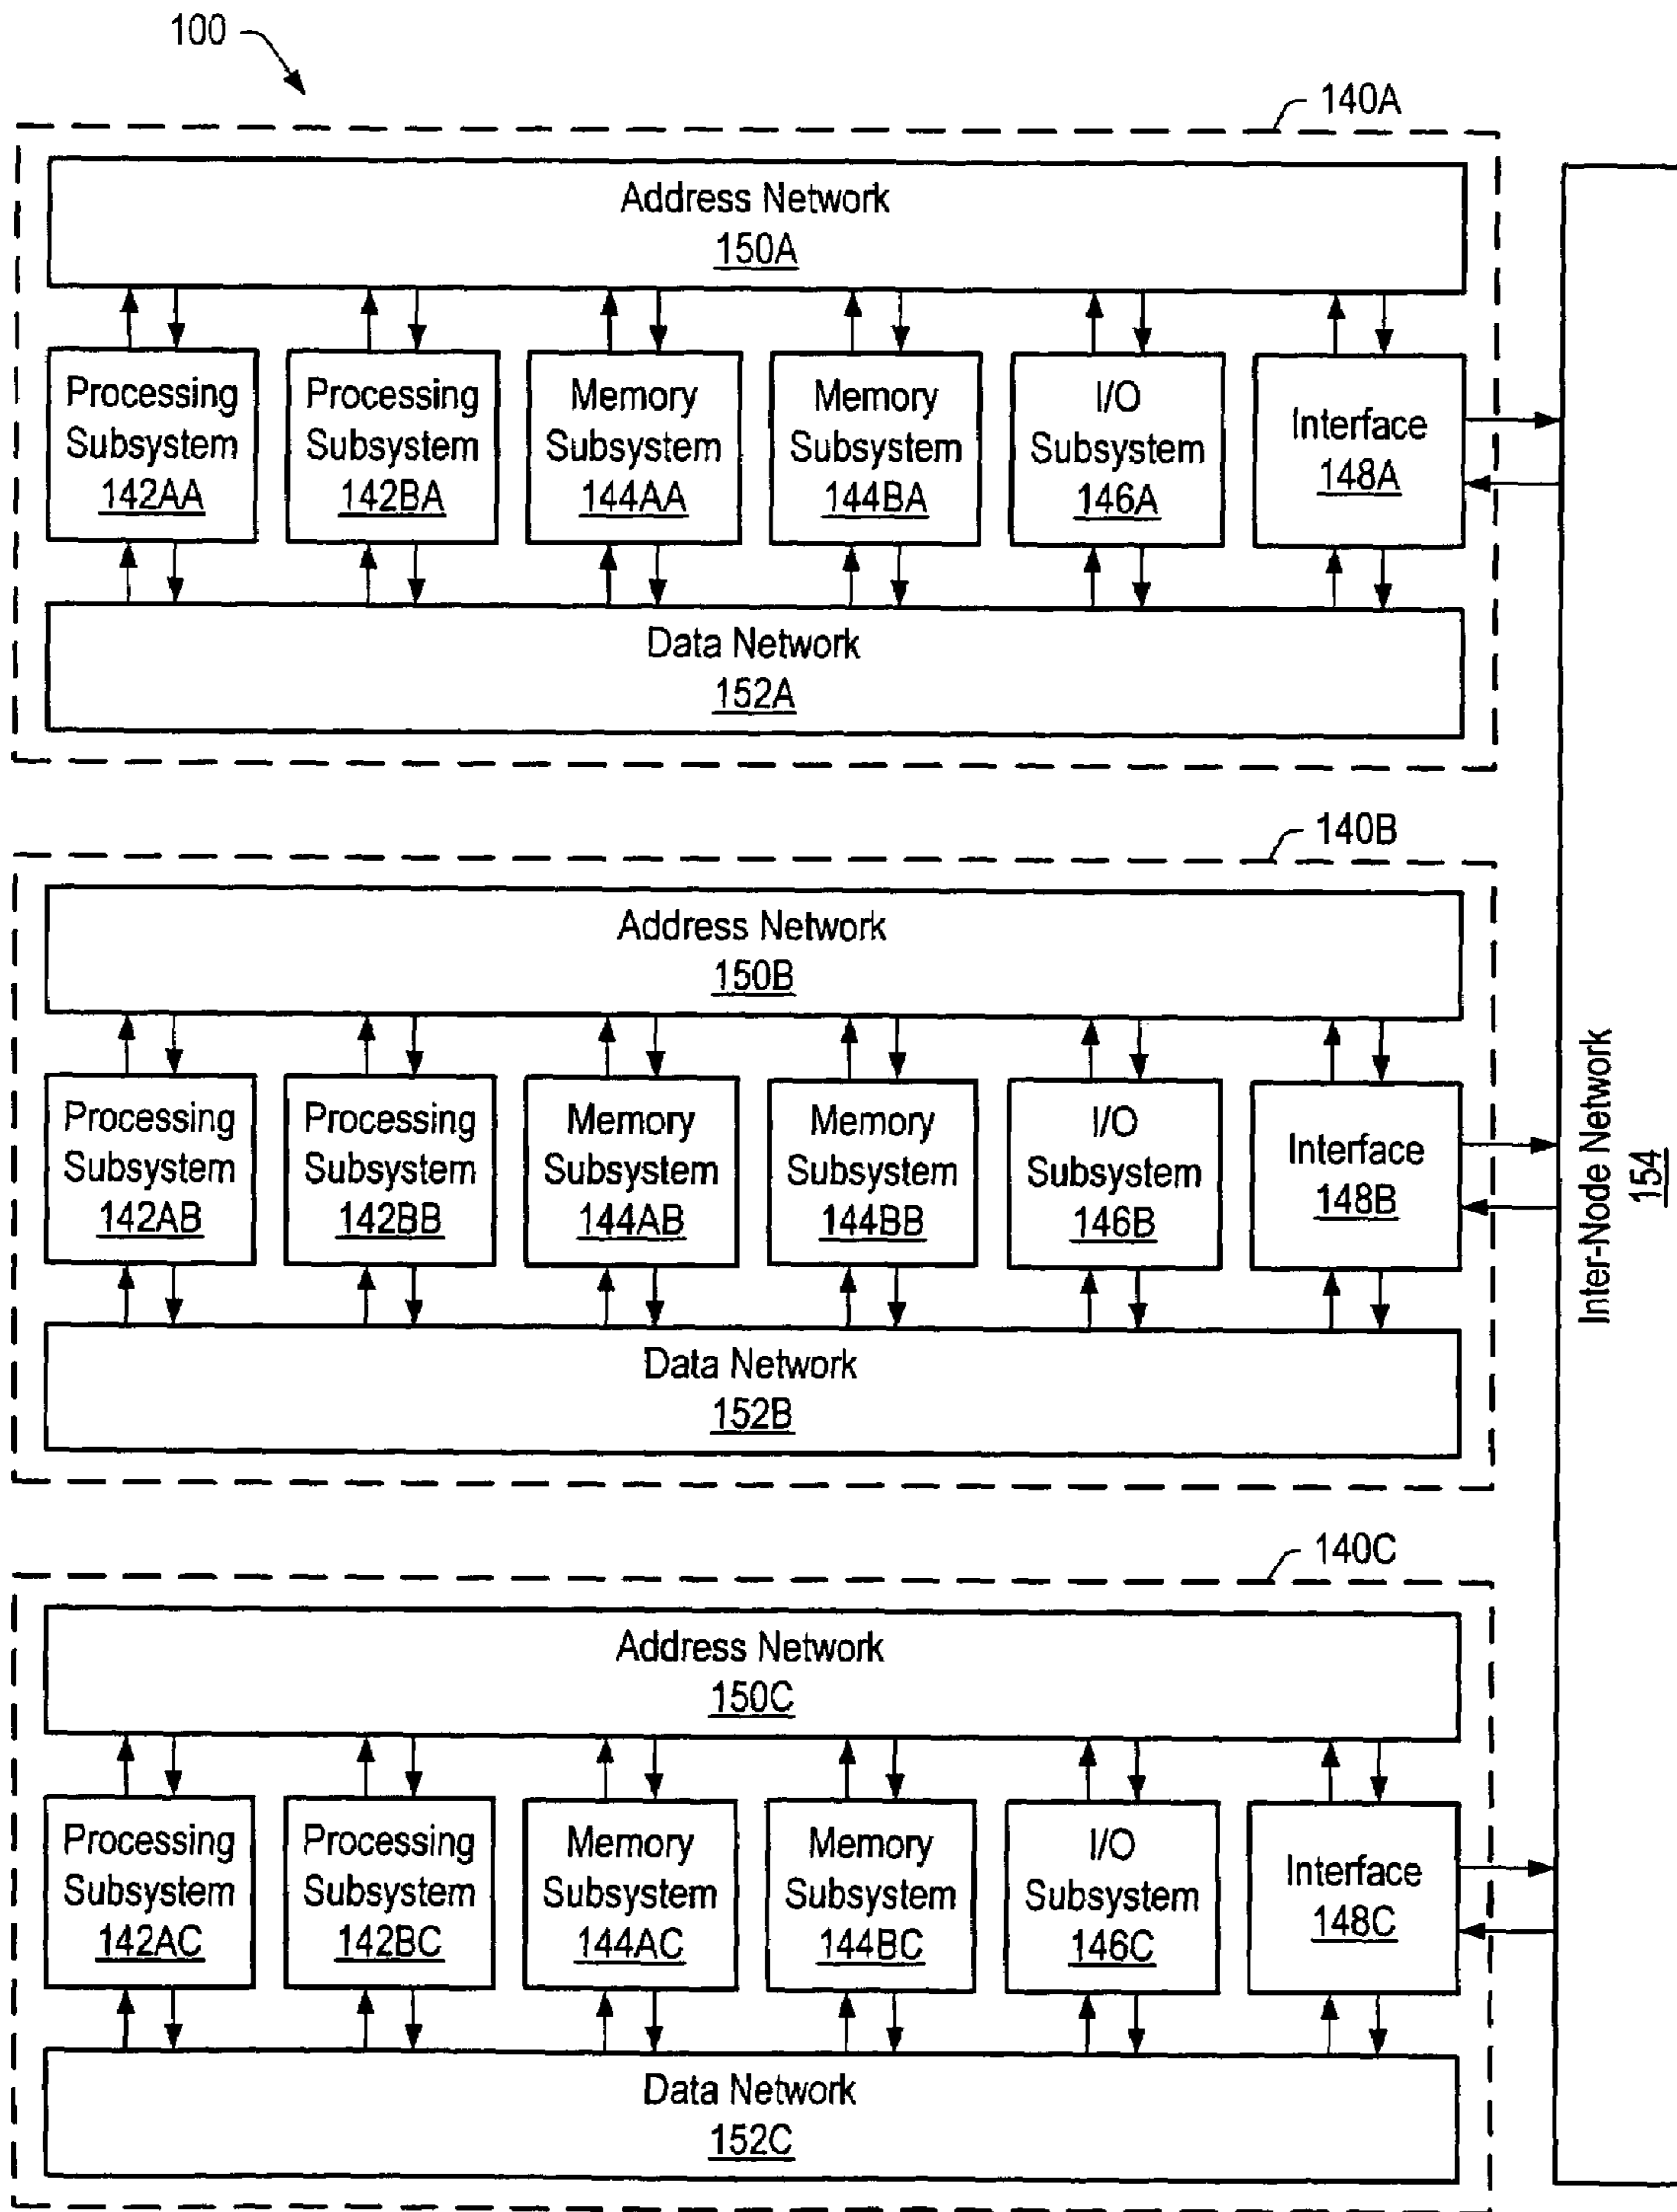 100
140A
Address Network
150A
Processing
Subsystem
142AA
Processing
Subsystem
142BA
Memory
Subsystem
144AA
Memory
Subsystem
144BA
I/O
Subsystem
146A
Interface
148A
Data Network
152A
140B
Address Network
150B
Processing
Subsystem
142AB
Processing
Subsystem
142BB
Memory
Subsystem
144AB
Memory
Subsystem
144BB
I/O
Subsystem
146B
Interface
148B
Data Network
152B
Inter-Node Network
154
140C
Address Network
150C
Processing
Subsystem
142AC
Processing
Subsystem
142BC
Memory
Subsystem
144AC
Memory
Subsystem
144BC
I/O
Subsystem
146C
Interface
148C
Data Network
152C